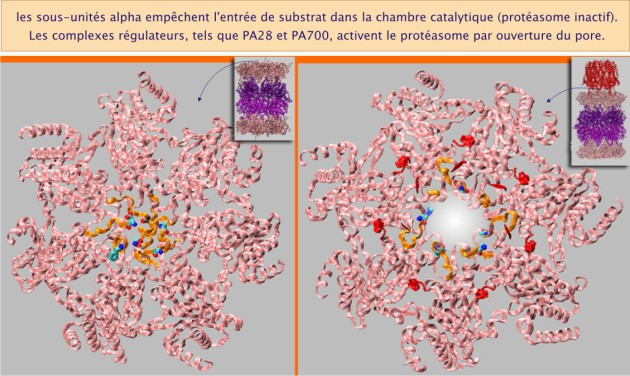 les sous-unités alpha empêchent l'entrée de substrat dans la chambre catalytique (protéasome inactif).
Les complexes régulateurs, tels que PA28 et PA700, activent le protéasome par ouverture du pore.